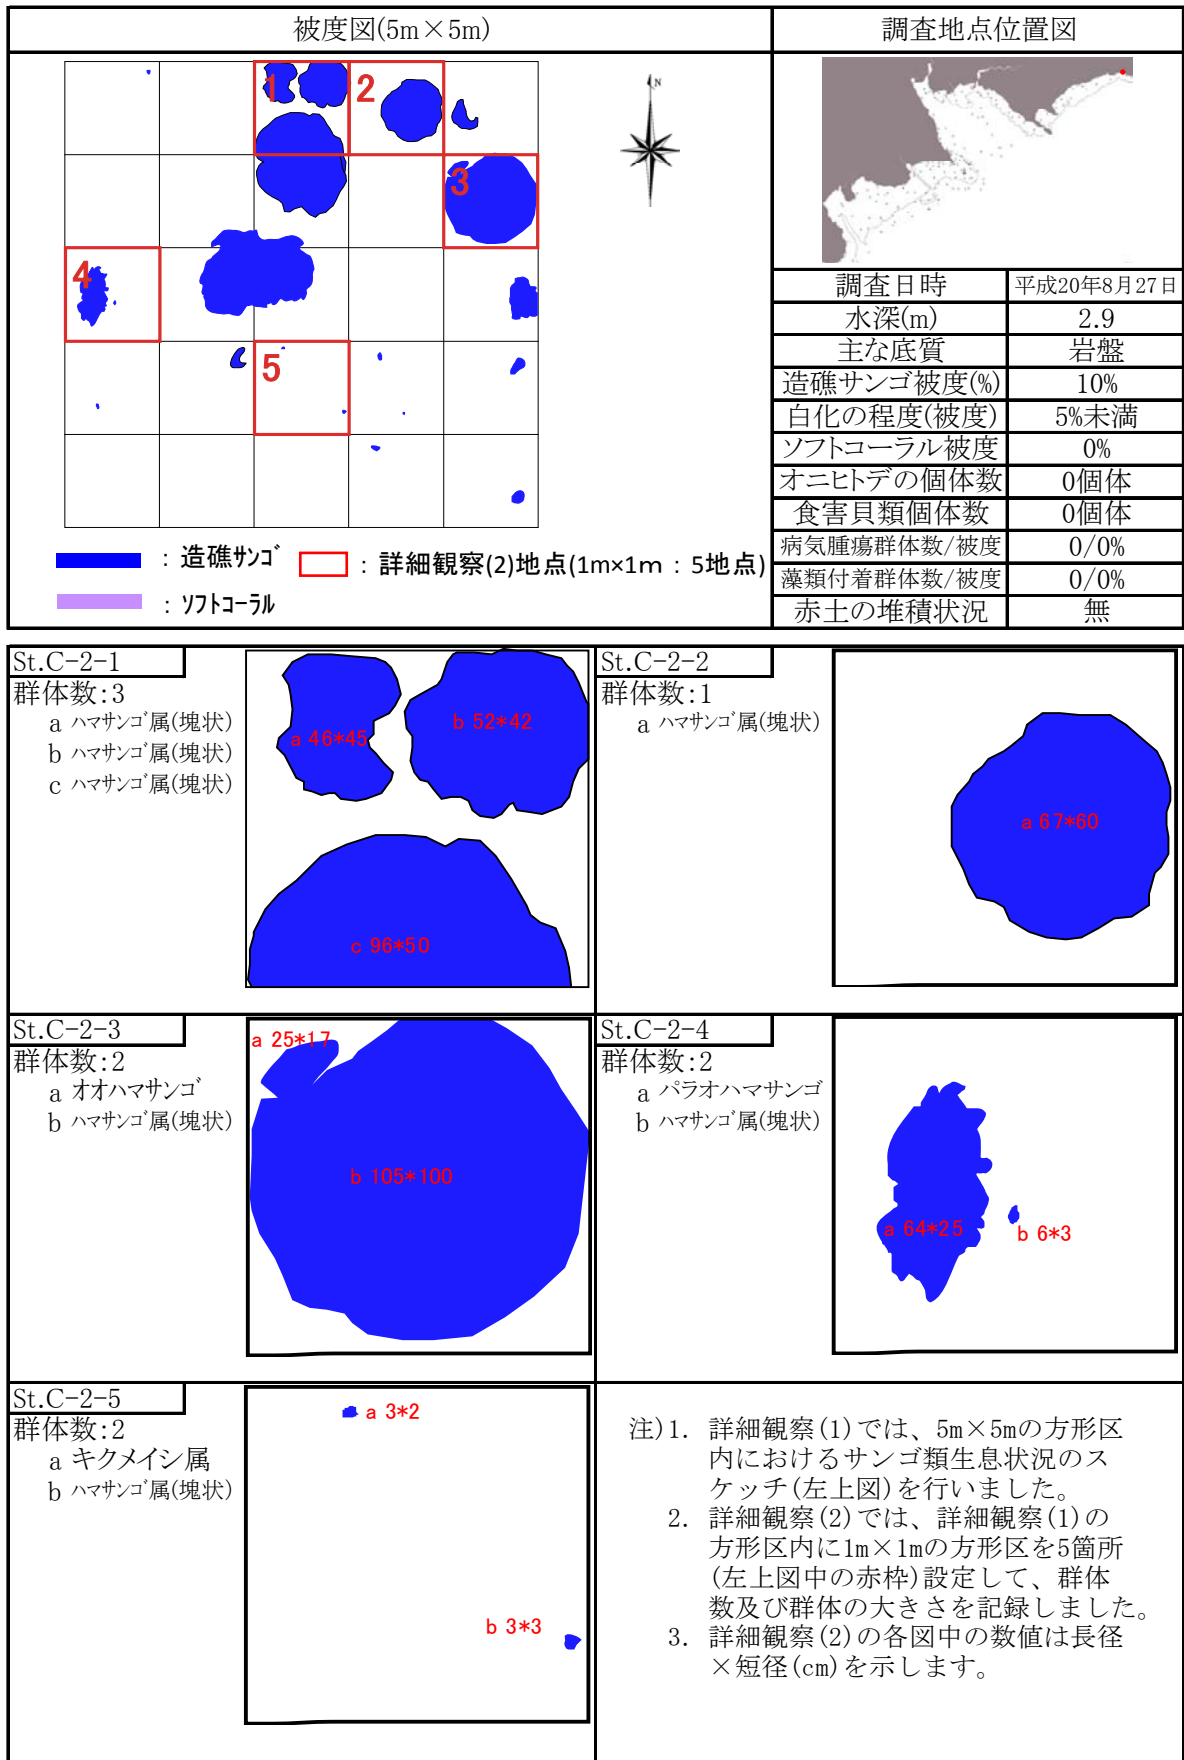 被度図(5m×5m)
調査地点位置図
1
2
3
4
5
N
：造礁ｻﾝｺﾞ
：詳細観察(2)地点(1m×1m：5地点)
：ｿﾌﾄｺｰﾗﾙ
調査日時 平成20年8月27日
水深(m) 2.9
主な底質 岩盤
造礁サンゴ被度(%) 10%
白化の程度(被度) 5%未満
ソフトコーラル被度 0%
オニヒトデの個体数 0個体
食害貝類個体数 0個体
病気腫瘍群体数/被度 0/0%
藻類付着群体数/被度 0/0%
赤土の堆積状況 無
St.C-2-1
群体数:3
a ﾊﾏｻﾝｺﾞ属(塊状)
b ﾊﾏｻﾝｺﾞ属(塊状)
c ﾊﾏｻﾝｺﾞ属(塊状)
a 46*45
b 52*42
c 96*50
St.C-2-2
群体数:1
a ﾊﾏｻﾝｺﾞ属(塊状)
a 67*60
St.C-2-3
群体数:2
a オオハマサンゴ
b ﾊﾏｻﾝｺﾞ属(塊状)
a 25*17
b 105*100
St.C-2-4
群体数:2
a パラオハマサンゴ
b ﾊﾏｻﾝｺﾞ属(塊状)
a 64*25
b 6*3
St.C-2-5
群体数:2
a キクメイシ属
b ﾊﾏｻﾝｺﾞ属(塊状)
a 3*2
b 3*3
注)1. 詳細観察(1)では、5m×5mの方形区
内におけるサンゴ類生息状況のス
ケッチ(左上図)を行いました。
2. 詳細観察(2)では、詳細観察(1)の
方形区内に1m×1mの方形区を5箇所
(左上図中の赤枠)設定して、群体
数及び群体の大きさを記録しました。
3. 詳細観察(2)の各図中の数値は長径
×短径(cm)を示します。